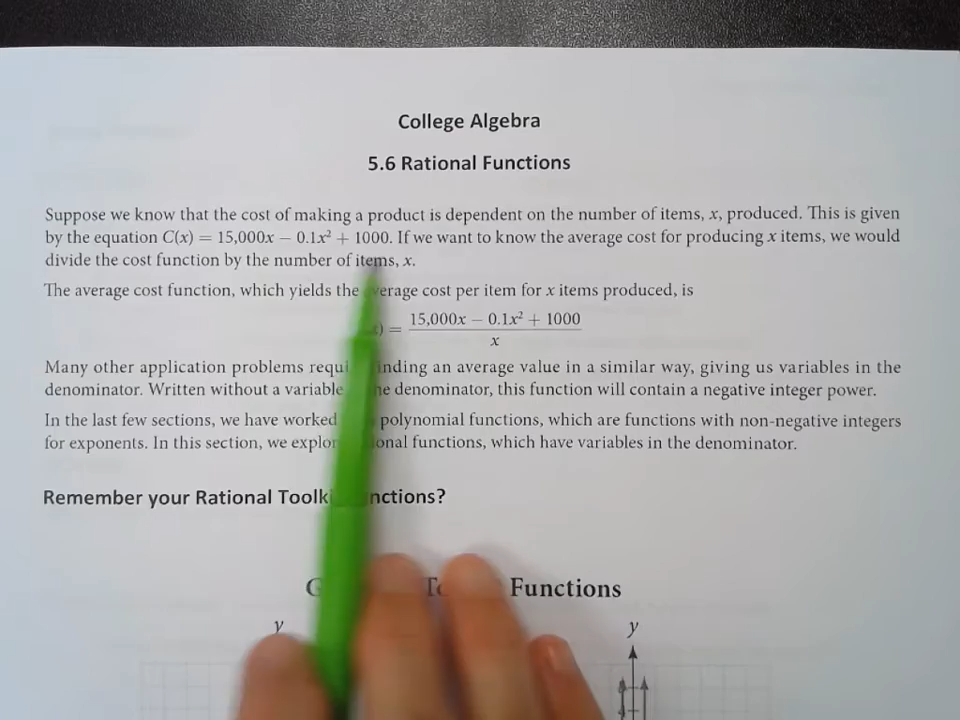 College Algebra
5.6 Rational Functions
Suppose we know that the cost of making a product is dependent on the number of items, x, produced. This is given
by the equation C(x) = 15,000x − 0.1x² + 1000. If we want to know the average cost for producing x items, we would
divide the cost function by the number of items, x.
The average cost function, which yields the average cost per item for x items produced, is
) = 15,000x − 0.1x² + 1000
x
Many other application problems requi inding an average value in a similar way, giving us variables in the
denominator. Written without a variable he denominator, this function will contain a negative integer power.
In the last few sections, we have worked polynomial functions, which are functions with non-negative integers
for exponents. In this section, we explor onal functions, which have variables in the denominator.
Remember your Rational Toolki nctions?
G To Functions
y y